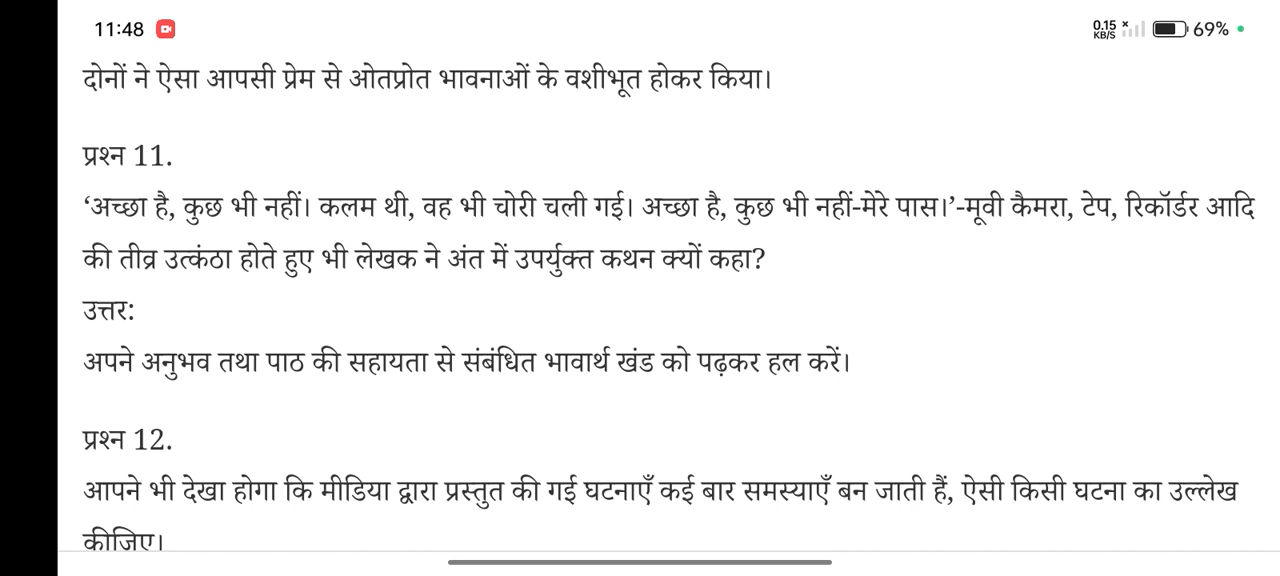 11:48
0.15 KB/S
69%
दोनों ने ऐसा आपसी प्रेम से ओतप्रोत भावनाओं के वशीभूत होकर किया।
प्रश्न 11.
‘अच्छा है, कुछ भी नहीं। कलम थी, वह भी चोरी चली गई। अच्छा है, कुछ भी नहीं-मेरे पास।’-मूवी कैमरा, टेप, रिकॉर्डर आदि
की तीव्र उत्कंठा होते हुए भी लेखक ने अंत में उपर्युक्त कथन क्यों कहा?
उत्तर:
अपने अनुभव तथा पाठ की सहायता से संबंधित भावार्थ खंड को पढ़कर हल करें।
प्रश्न 12.
आपने भी देखा होगा कि मीडिया द्वारा प्रस्तुत की गई घटनाएँ कई बार समस्याएँ बन जाती हैं, ऐसी किसी घटना का उल्लेख
कीजिए।